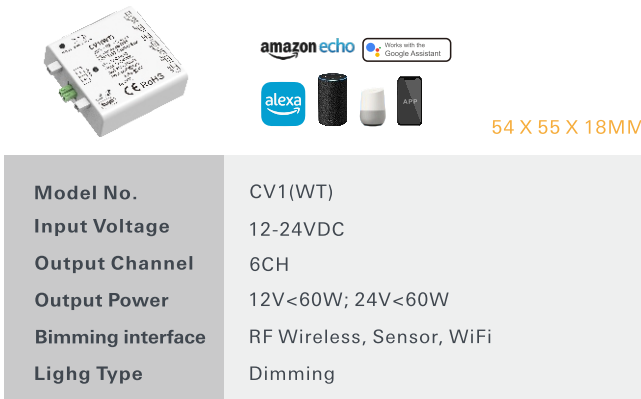 CV1(WT)
CE RoHS
amazon echo
Works with the
Google Assistant
alexa
APP
54 X 55 X 18MM
Model No. CV1(WT)
Input Voltage 12-24VDC
Output Channel 6CH
Output Power 12V<60W; 24V<60W
Bimming interface RF Wireless, Sensor, WiFi
Lighg Type Dimming